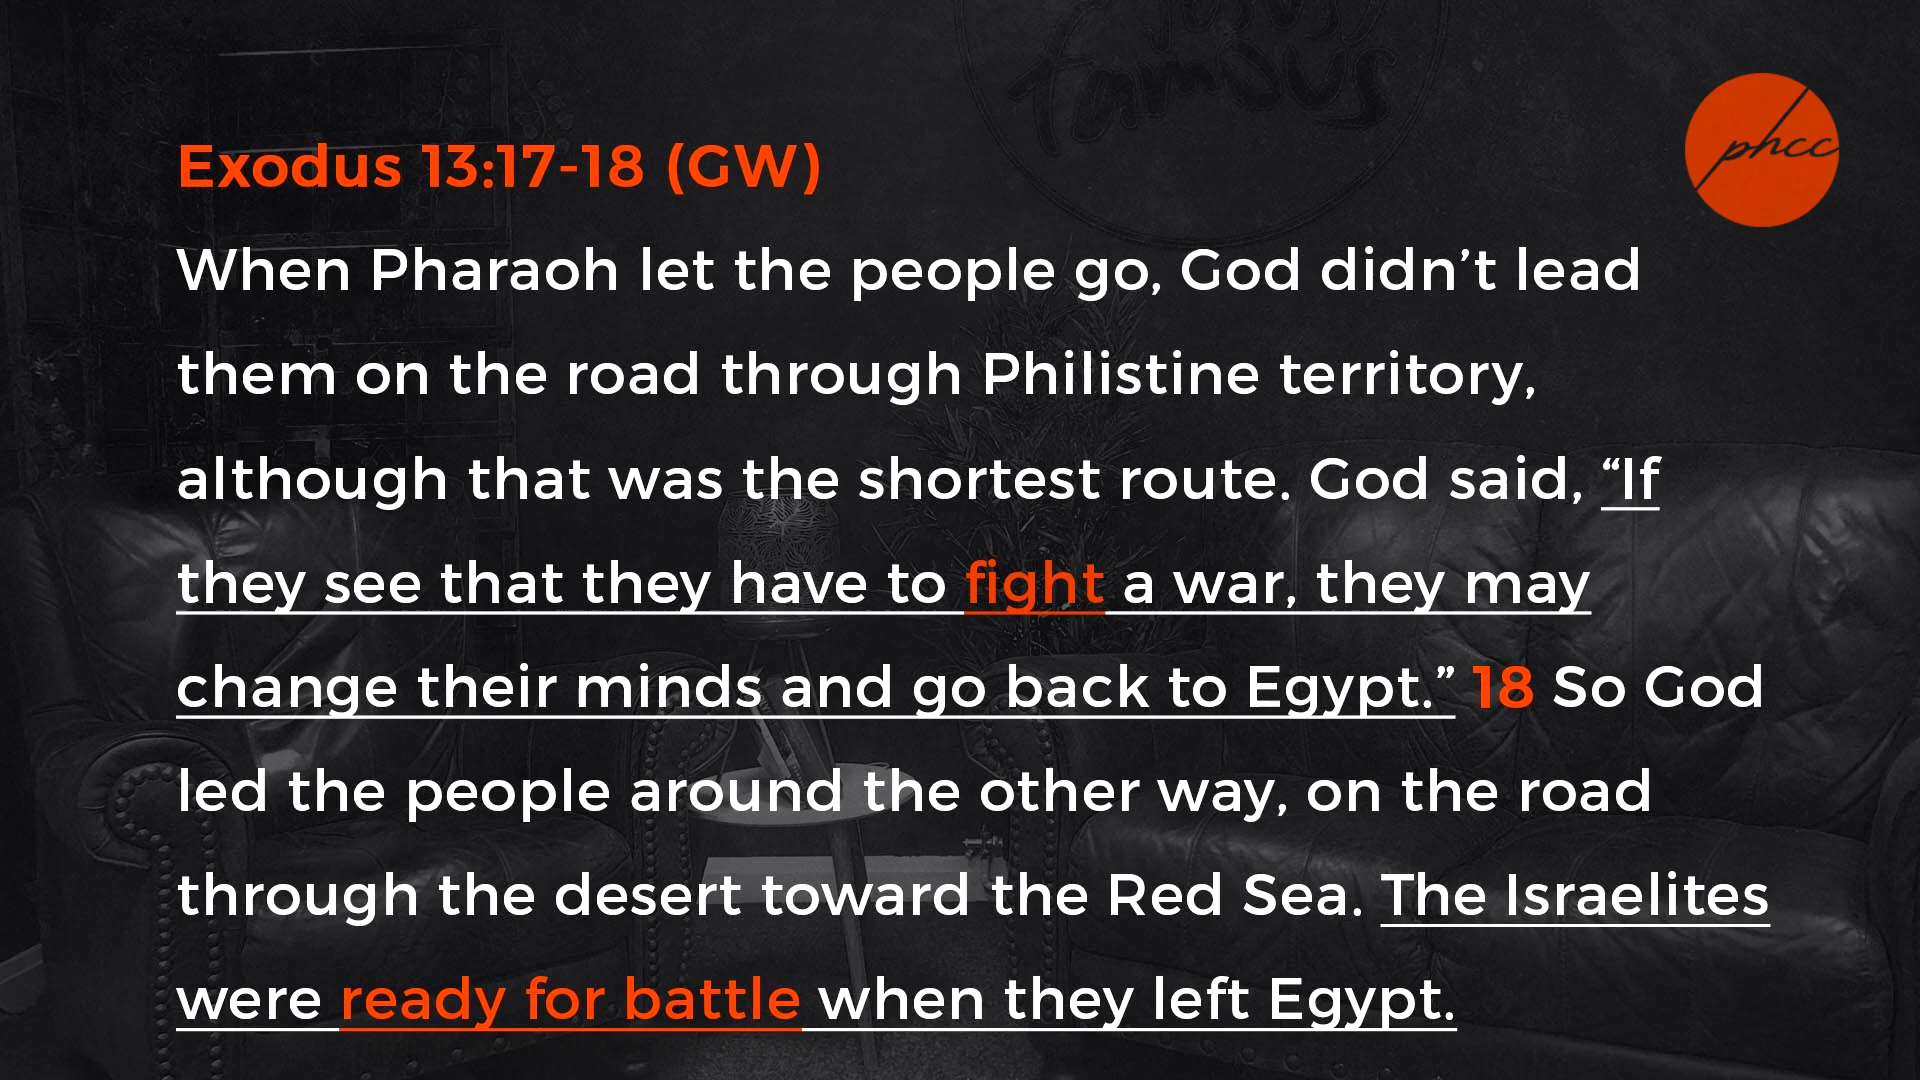 famous
phcc
Exodus 13:17-18 (GW)
When Pharaoh let the people go, God didn’t lead
them on the road through Philistine territory,
although that was the shortest route. God said, “If
they see that they have to fight a war, they may
change their minds and go back to Egypt.” 18 So God
led the people around the other way, on the road
through the desert toward the Red Sea. The Israelites
were ready for battle when they left Egypt.